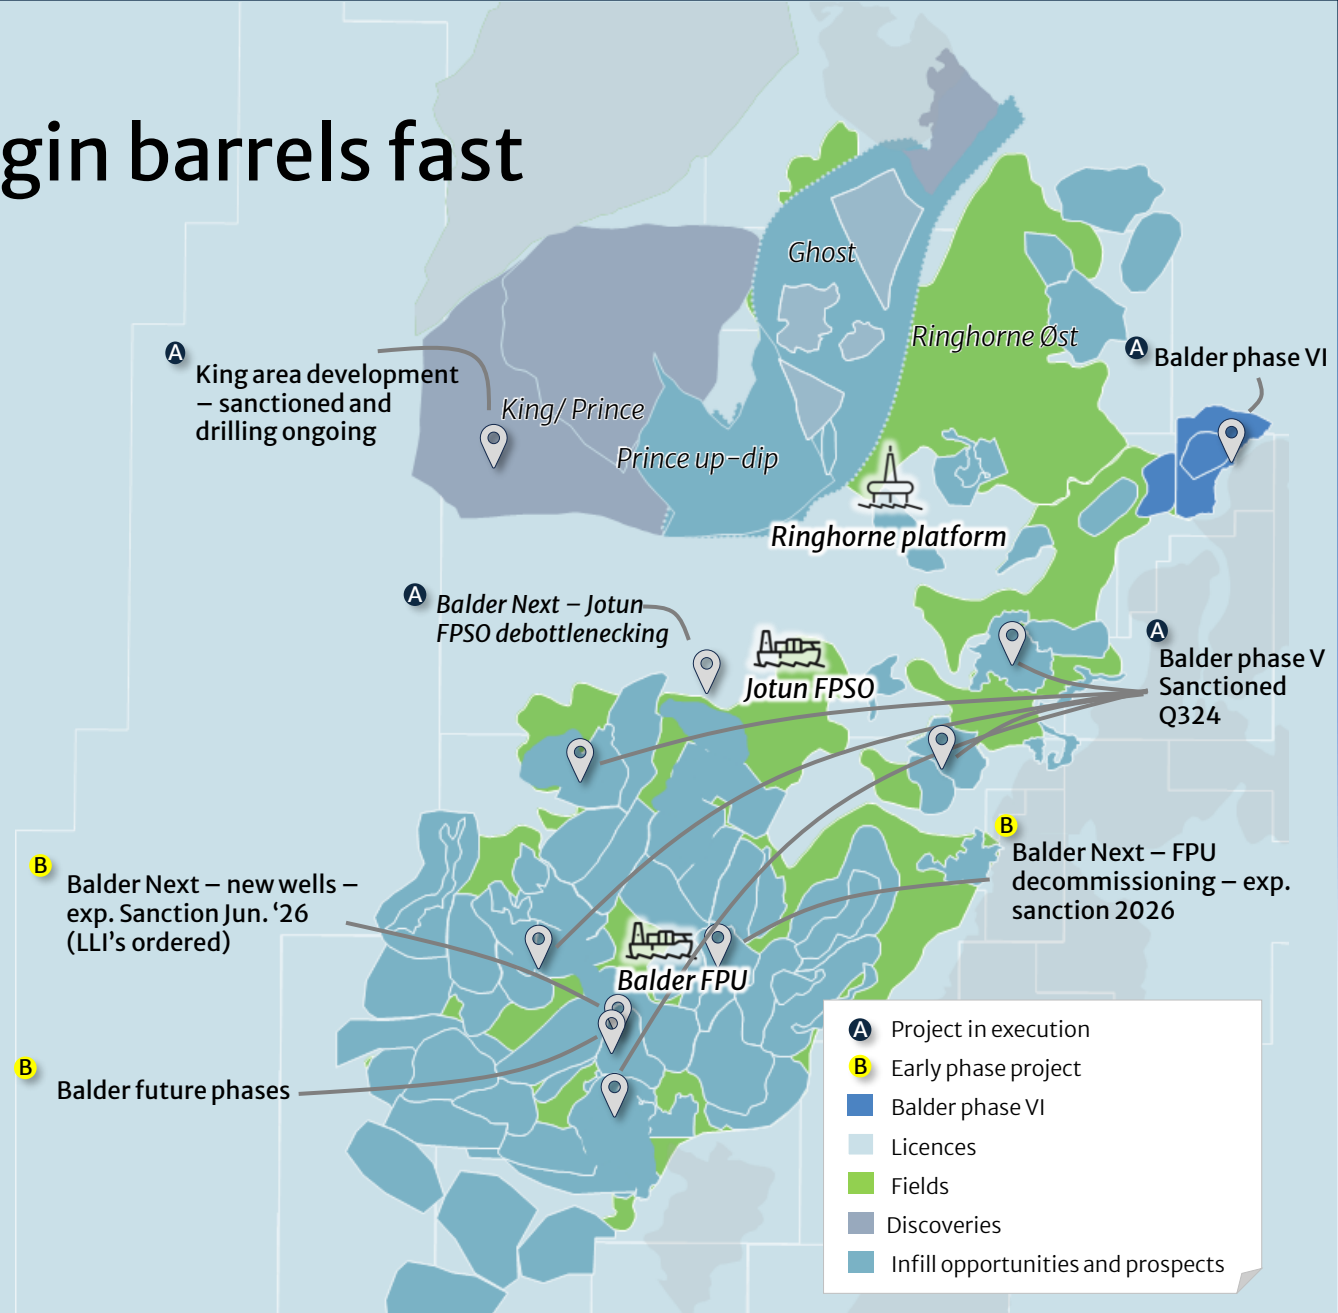 gin barrels fast
Ghost
Ringhorne Øst
A
Balder phase VI
A
King area development
– sanctioned and
drilling ongoing
King/ Prince
Prince up-dip
Ringhorne platform
A
Balder Next – Jotun
FPSO debottlenecking
Jotun FPSO
A
Balder phase V
Sanctioned
Q324
B
Balder Next – new wells –
exp. Sanction Jun. ‘26
(LLI’s ordered)
B
Balder Next – FPU
decommissioning – exp.
sanction 2026
Balder FPU
B
Balder future phases
A Project in execution
B Early phase project
Balder phase VI
Licences
Fields
Discoveries
Infill opportunities and prospects